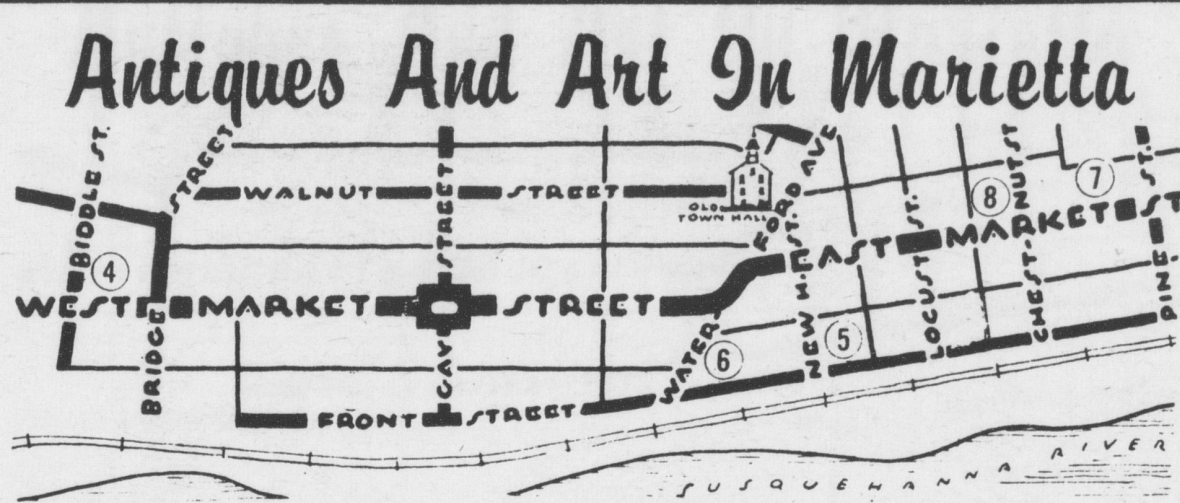 Antiques And Art In Marietta
BIDDLE ST.
STREET
BRIDGE
WALNUT STREET
STREET
GAY
OLD
TOWN HALL
FORD AVE
WEST MARKET STREET
EAST MARKET ST
WATER
NEW H. ST.
LOCUST ST.
CHESTNUT ST
PINE ST.
FRONT STREET
4
5
6
7
8
SUSQUEHANNA RIVER